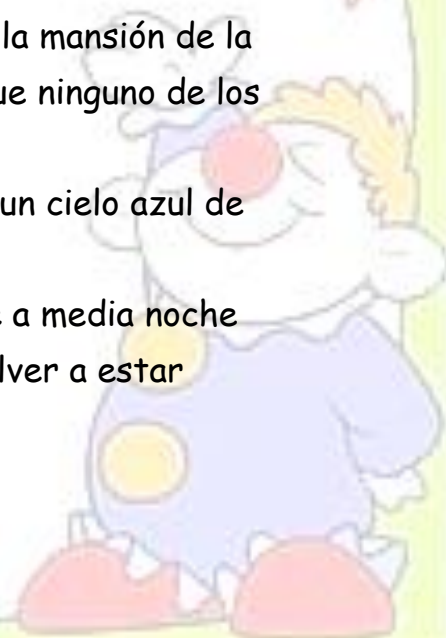 la mansión de la
ue ninguno de los
un cielo azul de
a media noche
lver a estar